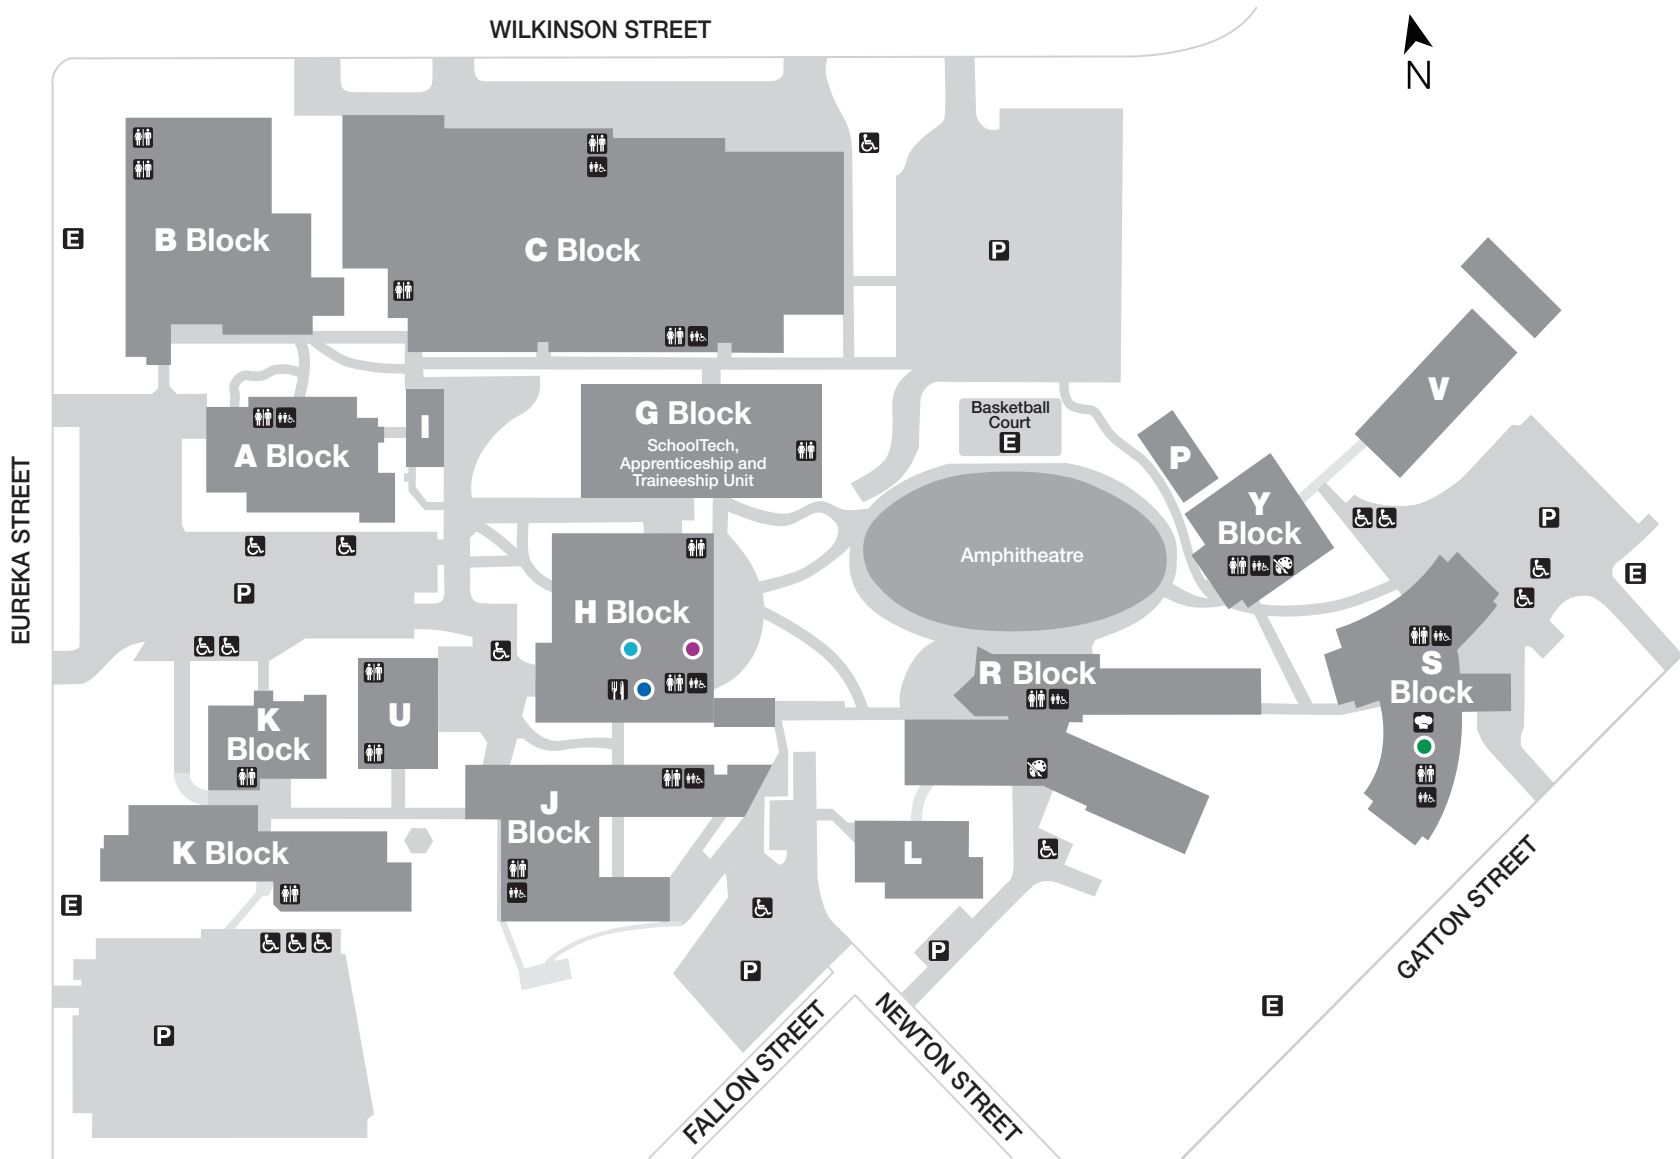 WILKINSON STREET
N
E
B Block
C Block
P
V
G Block
SchoolTech,
Apprenticeship and
Traineeship Unit
I
A Block
Basketball
Court
E
P
Y
Block
P
E
EUREKA STREET
P
H Block
Amphitheatre
R Block
S
Block
K
Block
U
J
Block
L
K Block
E
P
P
P
E
GATTON STREET
FALLON STREET
NEWTON STREET